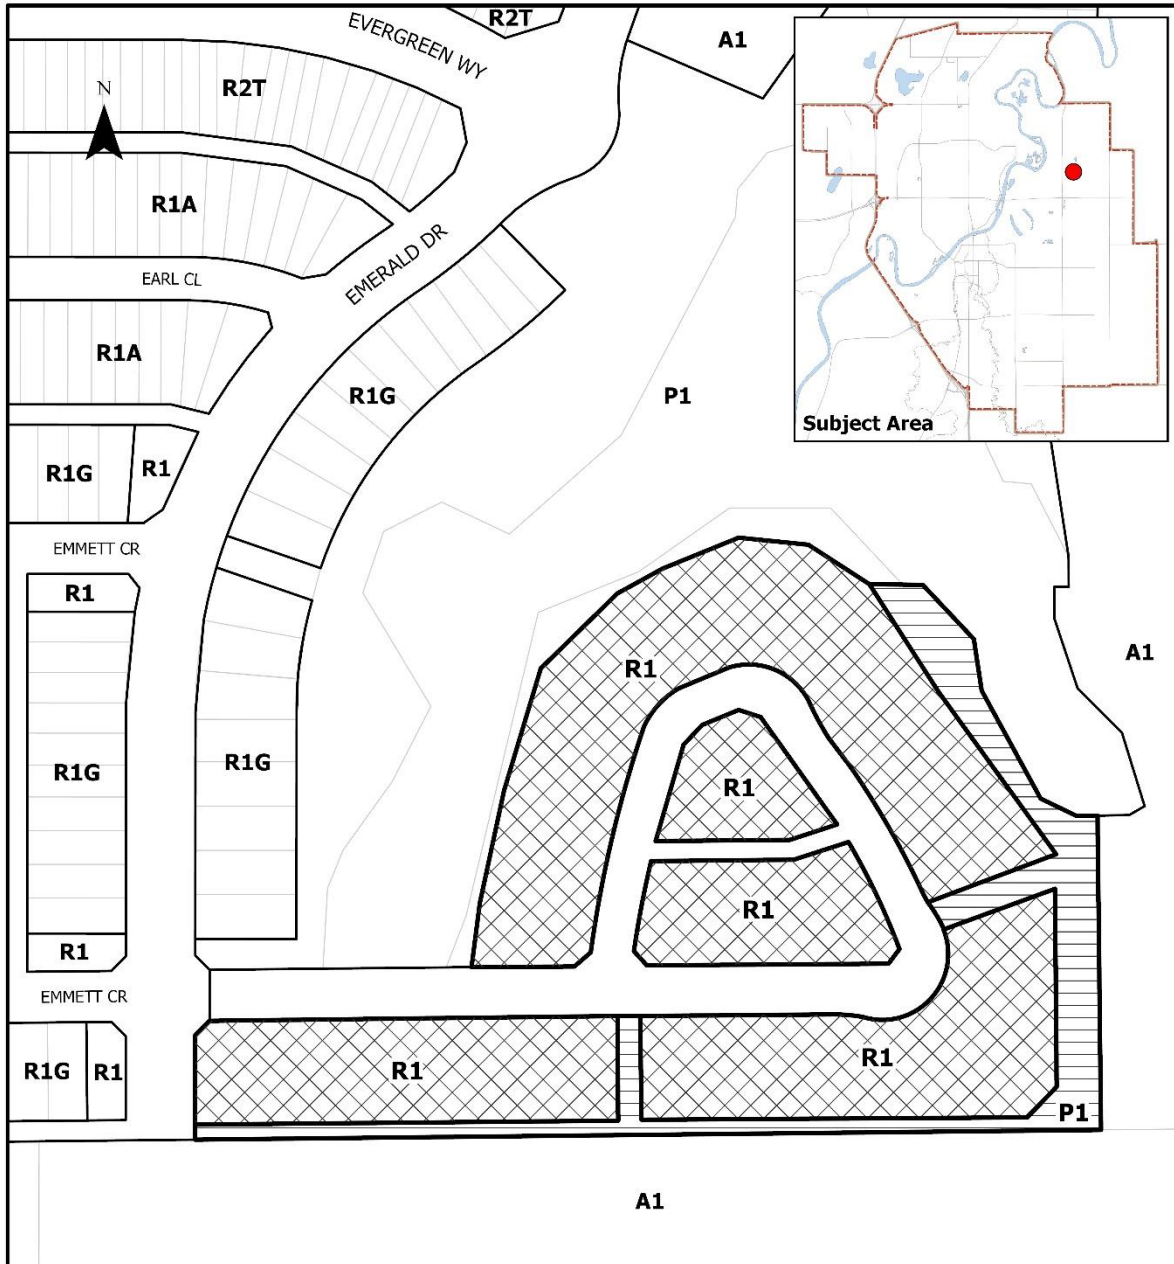 R2T
EVERGREEN WY
A1
R2T
N
R1A
EMERALD DR
EARL CL
R1A
R1G
P1
Subject Area
R1G
R1
EMMETT CR
R1
A1
R1
R1G
R1G
R1
R1
R1
EMMETT CR
R1G
R1
R1
R1
P1
A1